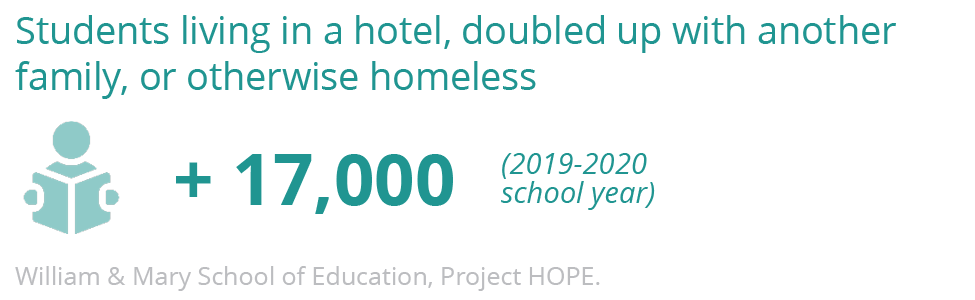 Students living in a hotel, doubled up with another
family, or otherwise homeless
+ 17,000
(2019-2020
school year)
William & Mary School of Education, Project HOPE.